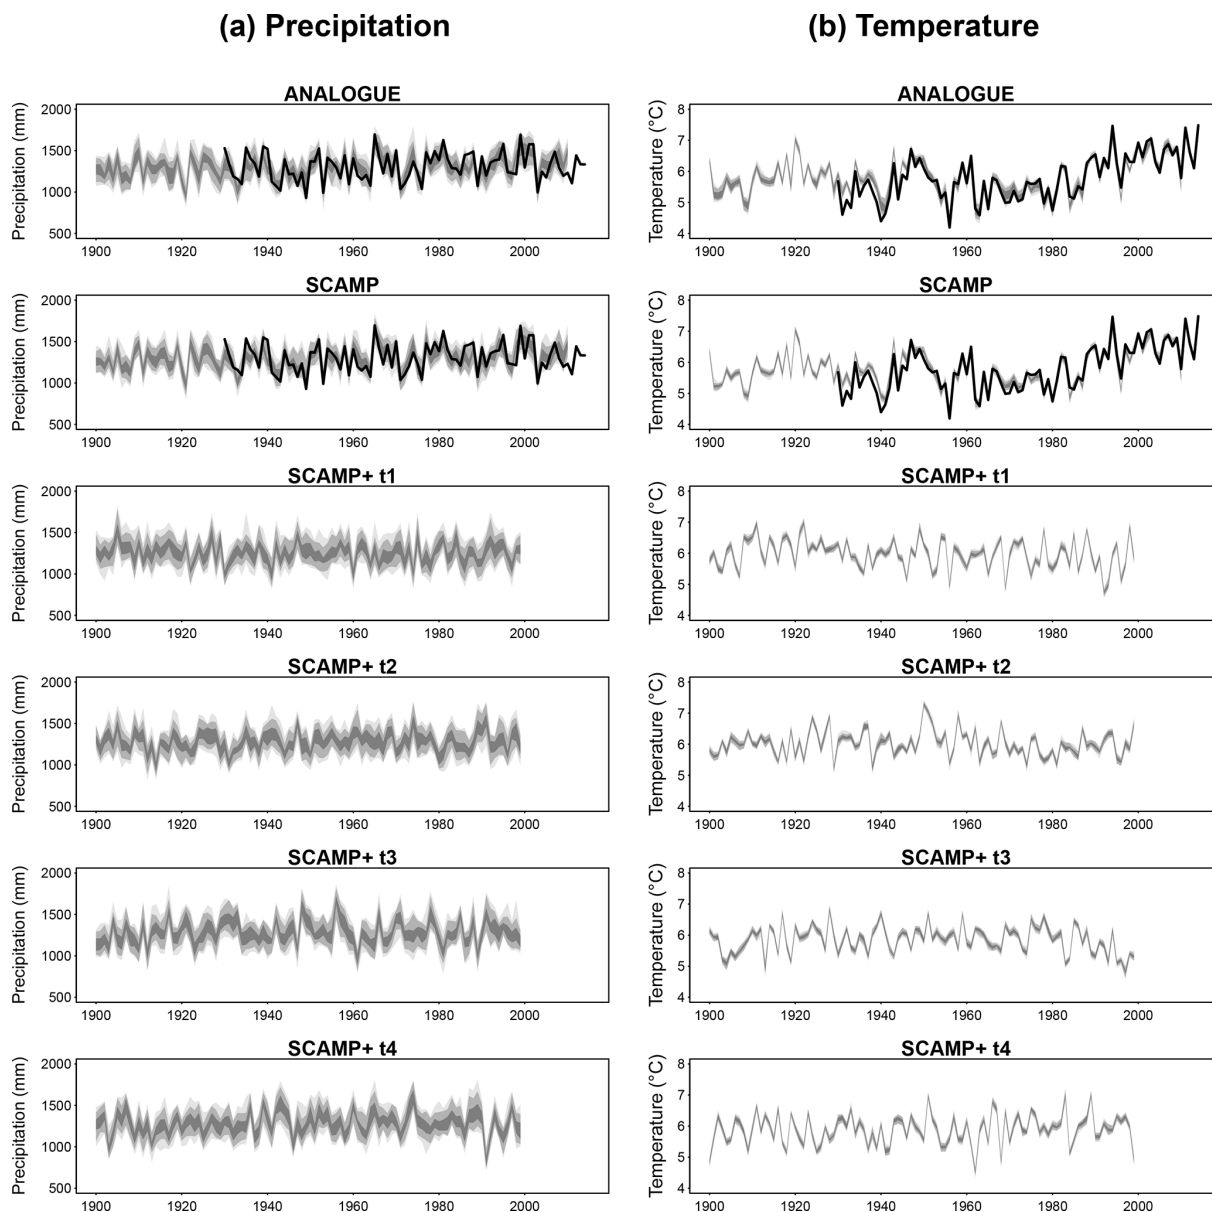 (a) Precipitation
(b) Temperature
ANALOGUE
Precipitation (mm)
2000
1500
1000
500
1900 1920 1940 1960 1980 2000
ANALOGUE
Temperature (°C)
8
7
6
5
4
1900 1920 1940 1960 1980 2000
SCAMP
Precipitation (mm)
2000
1500
1000
500
1900 1920 1940 1960 1980 2000
SCAMP
Temperature (°C)
8
7
6
5
4
1900 1920 1940 1960 1980 2000
SCAMP+ t1
Precipitation (mm)
2000
1500
1000
500
1900 1920 1940 1960 1980 2000
SCAMP+ t1
Temperature (°C)
8
7
6
5
4
1900 1920 1940 1960 1980 2000
SCAMP+ t2
Precipitation (mm)
2000
1500
1000
500
1900 1920 1940 1960 1980 2000
SCAMP+ t2
Temperature (°C)
8
7
6
5
4
1900 1920 1940 1960 1980 2000
SCAMP+ t3
Precipitation (mm)
2000
1500
1000
500
1900 1920 1940 1960 1980 2000
SCAMP+ t3
Temperature (°C)
8
7
6
5
4
1900 1920 1940 1960 1980 2000
SCAMP+ t4
Precipitation (mm)
2000
1500
1000
500
1900 1920 1940 1960 1980 2000
SCAMP+ t4
Temperature (°C)
8
7
6
5
4
1900 1920 1940 1960 1980 2000